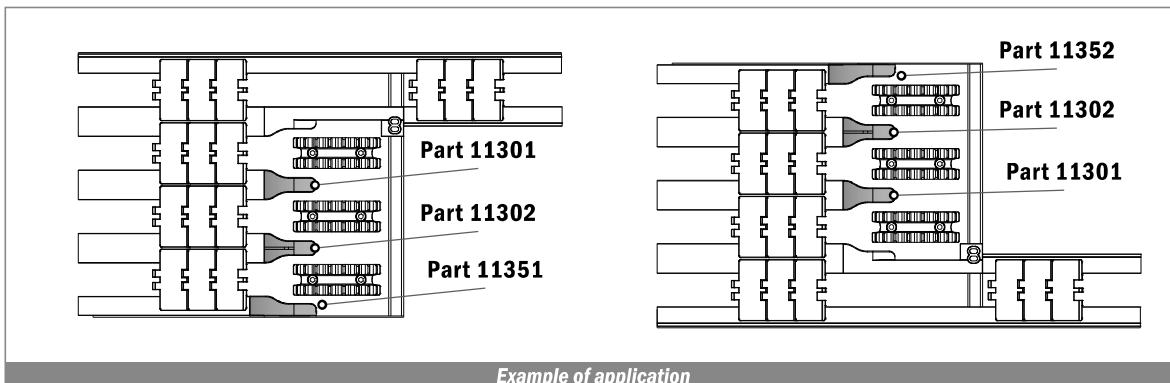 Part 11301
Part 11302
Part 11351
Part 11352
Part 11302
Part 11301
Example of application